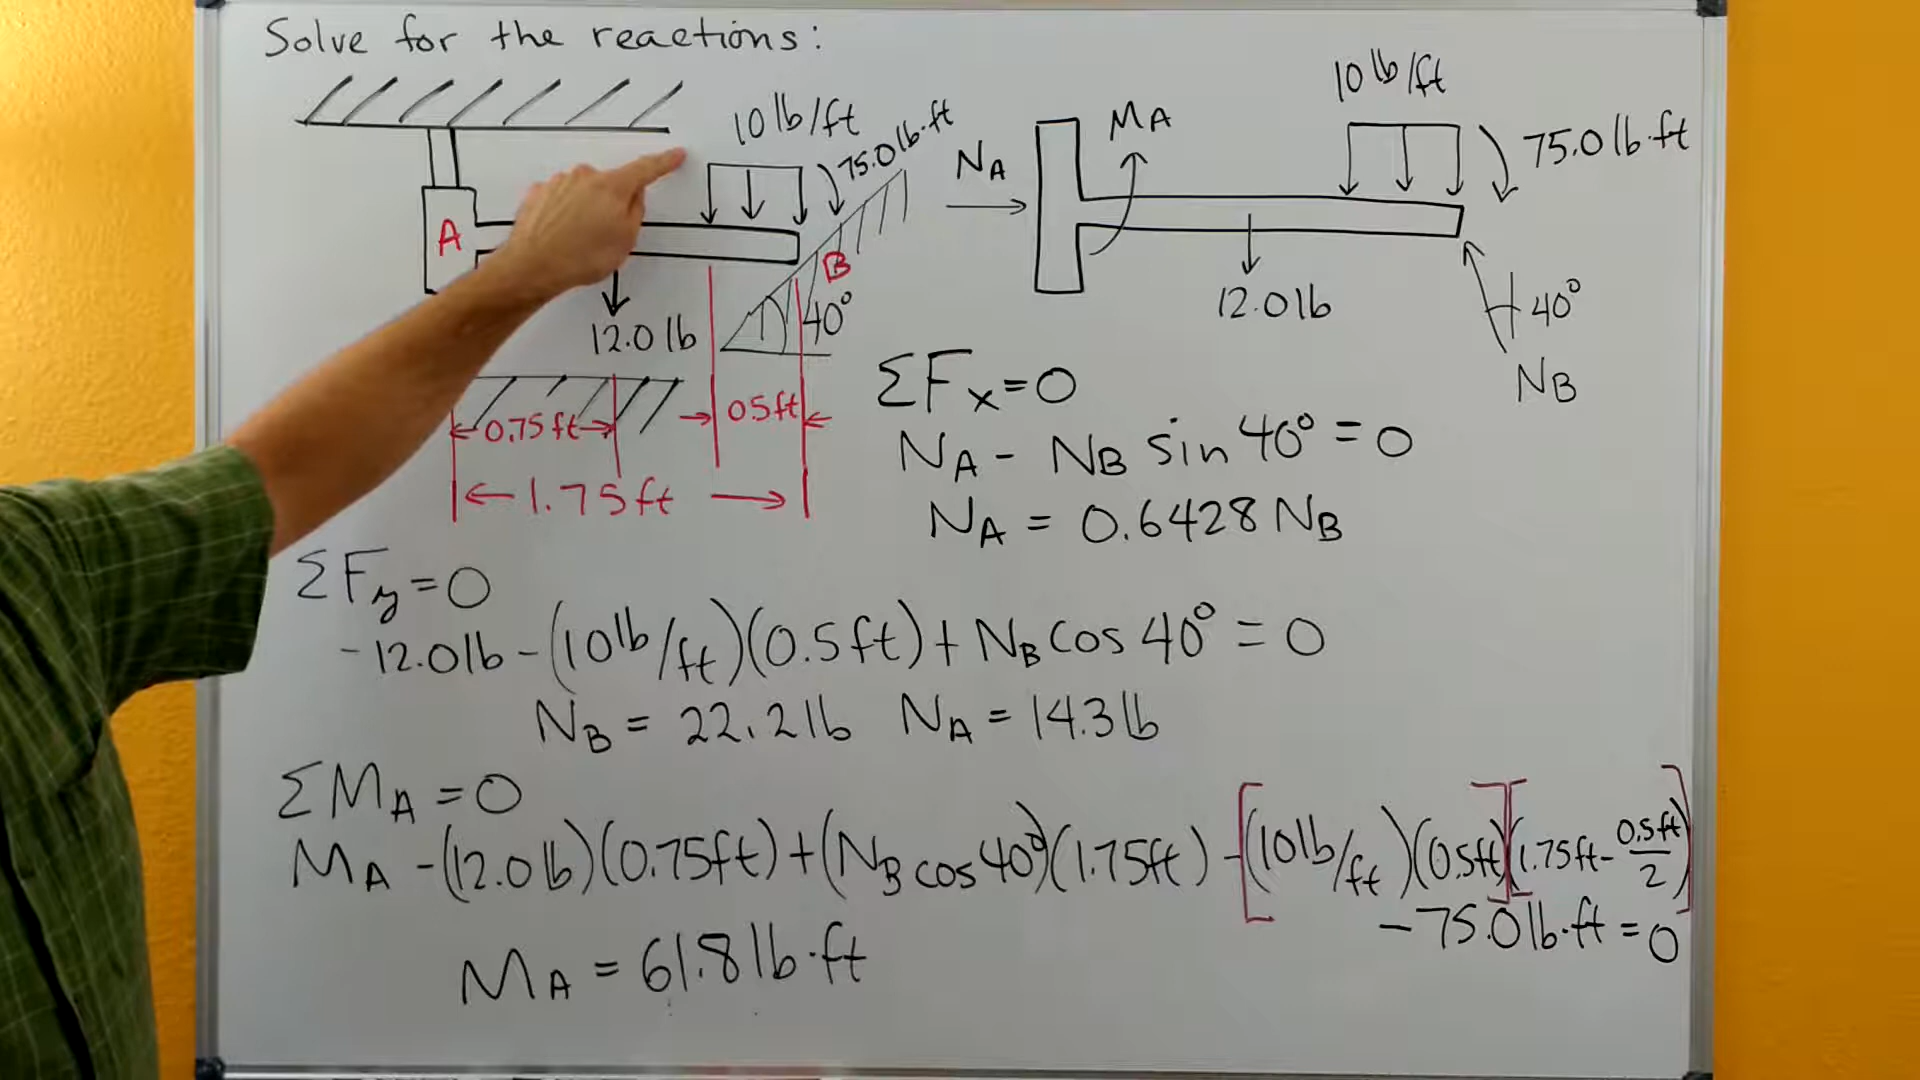 Solve for the reactions:
10 lb/ft
75.0 lb·ft
A
B
40°
12.0 lb
0.75 ft
0.5 ft
1.75 ft
10 lb/ft
MA
NA
75.0 lb·ft
12.0 lb
40°
NB
ΣFx=0
NA - NB sin 40° = 0
NA = 0.6428 NB
ΣFy=0
-12.0 lb - (10 lb/ft)(0.5 ft) + NB cos 40° = 0
NB = 22.2 lb NA = 14.3 lb
ΣMA = 0
MA - (12.0 lb)(0.75 ft) + (NB cos 40°)(1.75 ft) - [(10 lb/ft)(0.5 ft)][(1.75 ft - 0.5 ft/2)]
- 75.0 lb·ft = 0
MA = 61.8 lb·ft